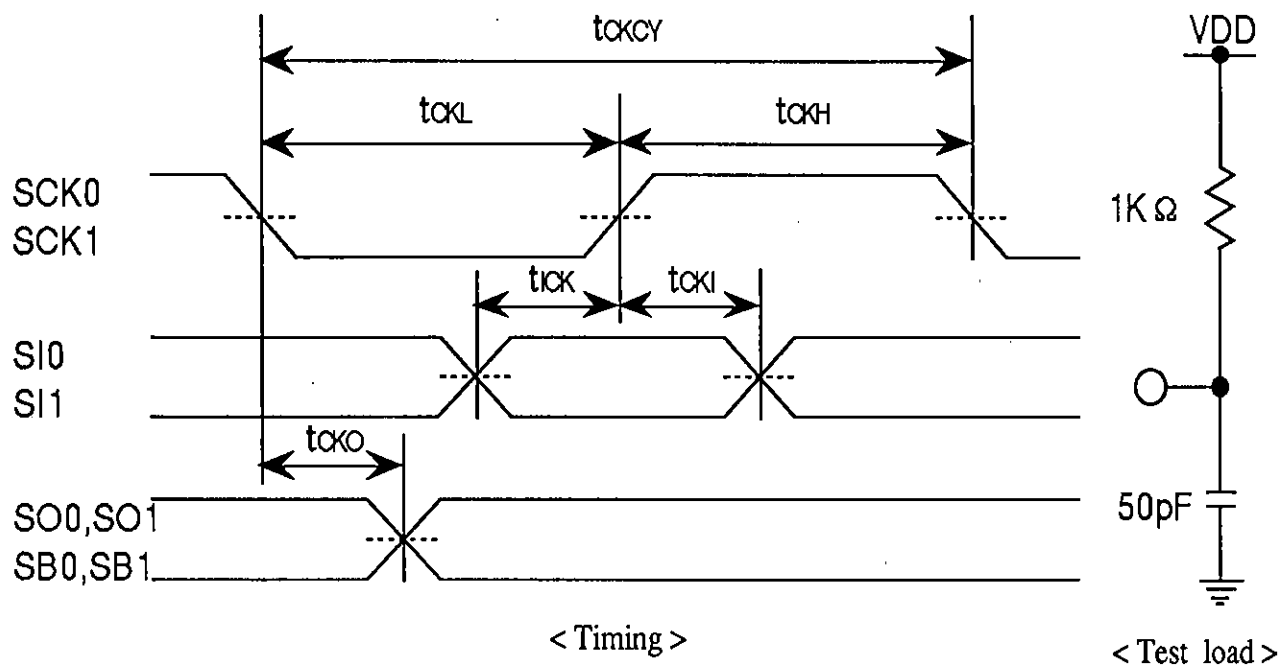 tCKCY
VDD
tCKL
tCKH
SCK0
SCK1
1KΩ
tICK
tCKI
SI0
SI1
tCKO
SO0,SO1
SB0,SB1
50pF
< Timing >
< Test load >